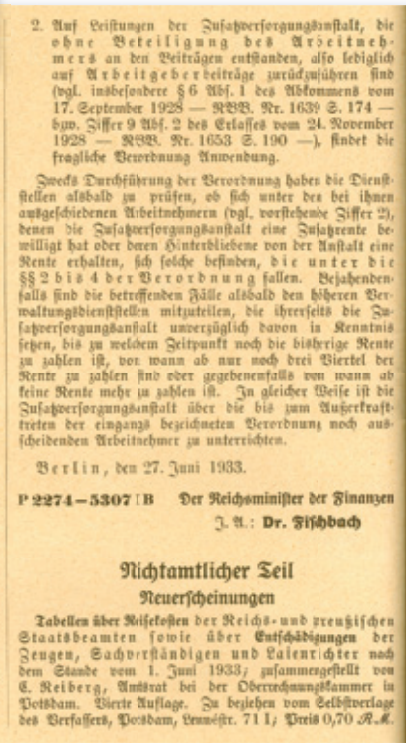 2. Auf Leistungen der Zusatzversorgungsanstalt, die
ohne Beteiligung des Arbeitneh-
mers an den Beiträgen entstanden, also lediglich
auf Arbeitgeberbeiträge zurückzuführen sind
(vgl. insbesondere § 6 Abs. 1 des Abkommens vom
17. September 1928 — RBB. Nr. 1639 S. 174 —
bzw. Ziffer 9 Abs. 2 des Erlasses vom 24. November
1928 — RBB. Nr. 1653 S. 190 —), findet die
fragliche Verordnung Anwendung.
Zwecks Durchführung der Verordnung haben die Dienst-
stellen alsbald zu prüfen, ob sich unter den bei ihnen
ausgeschiedenen Arbeitnehmern (vgl. vorstehende Ziffer 2),
denen die Zusatzversorgungsanstalt eine Zusatzrente be-
willigt hat oder deren Hinterbliebene von der Anstalt eine
Rente erhalten, sich solche befinden, die unter die
§§ 2 bis 4 der Verordnung fallen. Bejahenden-
falls sind die betreffenden Fälle alsbald den höheren Ver-
waltungsdienststellen mitzuteilen, die ihrerseits die Zu-
satzversorgungsanstalt unverzüglich davon in Kenntnis
setzen, bis zu welchem Zeitpunkt noch die bisherige Rente
zu zahlen ist, von wann ab nur noch drei Viertel der
Rente zu zahlen sind oder gegebenenfalls von wann ab
keine Rente mehr zu zahlen ist. In gleicher Weise ist die
Zusatzversorgungsanstalt über die bis zum Außerkraft-
treten der eingangs bezeichneten Verordnung noch aus-
scheidenden Arbeitnehmer zu unterrichten.
Berlin, den 27. Juni 1933.
P 2274—5307 I B Der Reichsminister der Finanzen
J. A.: Dr. Fischbach
Nichtamtlicher Teil
Neuerscheinungen
Tabellen über Reisekosten der Reichs- und preußischen
Staatsbeamten sowie über Entschädigungen der
Zeugen, Sachverständigen und Laienrichter nach
dem Stande vom 1. Juni 1933; zusammengestellt von
E. Reiberg, Amtsrat bei der Oberrechnungskammer in
Potsdam. Vierte Auflage. Zu beziehen vom Selbstverlage
des Verfassers, Potsdam, Lennéstr. 71 I; Preis 0,70 R.M.